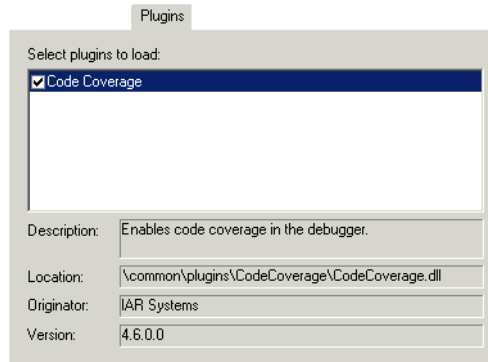 Plugins
Select plugins to load:
Code Coverage
Description: Enables code coverage in the debugger.
Location: \common\plugins\CodeCoverage\CodeCoverage.dll
Originator: IAR Systems
Version: 4.6.0.0